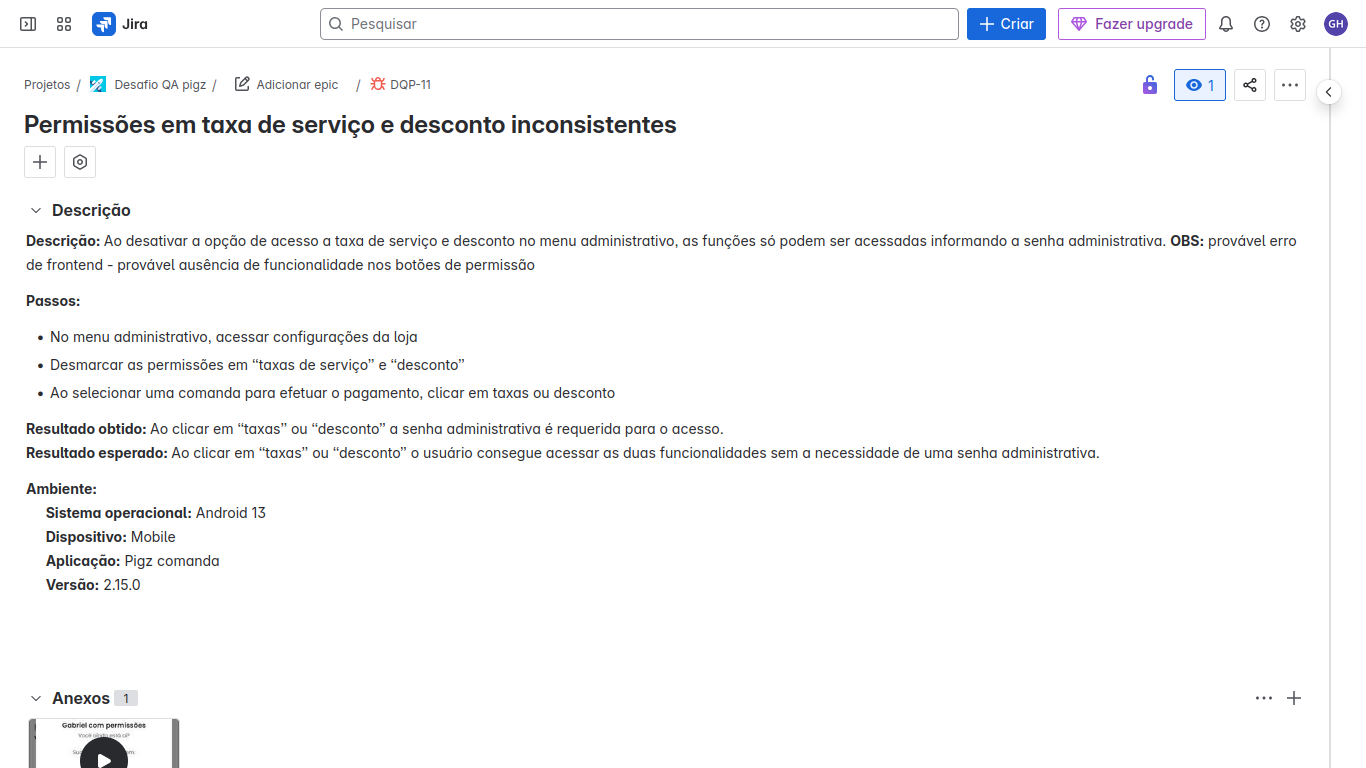 Jira
Pesquisar
Criar
Fazer upgrade
GH
Projetos / Desafio QA pigz / Adicionar epic / DQP-11
1
Permissões em taxa de serviço e desconto inconsistentes
Descrição
Descrição: Ao desativar a opção de acesso a taxa de serviço e desconto no menu administrativo, as funções só podem ser acessadas informando a senha administrativa. OBS: provável erro
de frontend - provável ausência de funcionalidade nos botões de permissão
Passos:
• No menu administrativo, acessar configurações da loja
• Desmarcar as permissões em “taxas de serviço” e “desconto”
• Ao selecionar uma comanda para efetuar o pagamento, clicar em taxas ou desconto
Resultado obtido: Ao clicar em “taxas” ou “desconto” a senha administrativa é requerida para o acesso.
Resultado esperado: Ao clicar em “taxas” ou “desconto” o usuário consegue acessar as duas funcionalidades sem a necessidade de uma senha administrativa.
Ambiente:
Sistema operacional: Android 13
Dispositivo: Mobile
Aplicação: Pigz comanda
Versão: 2.15.0
Anexos 1
Gabriel com permissões
Você ainda está aí?